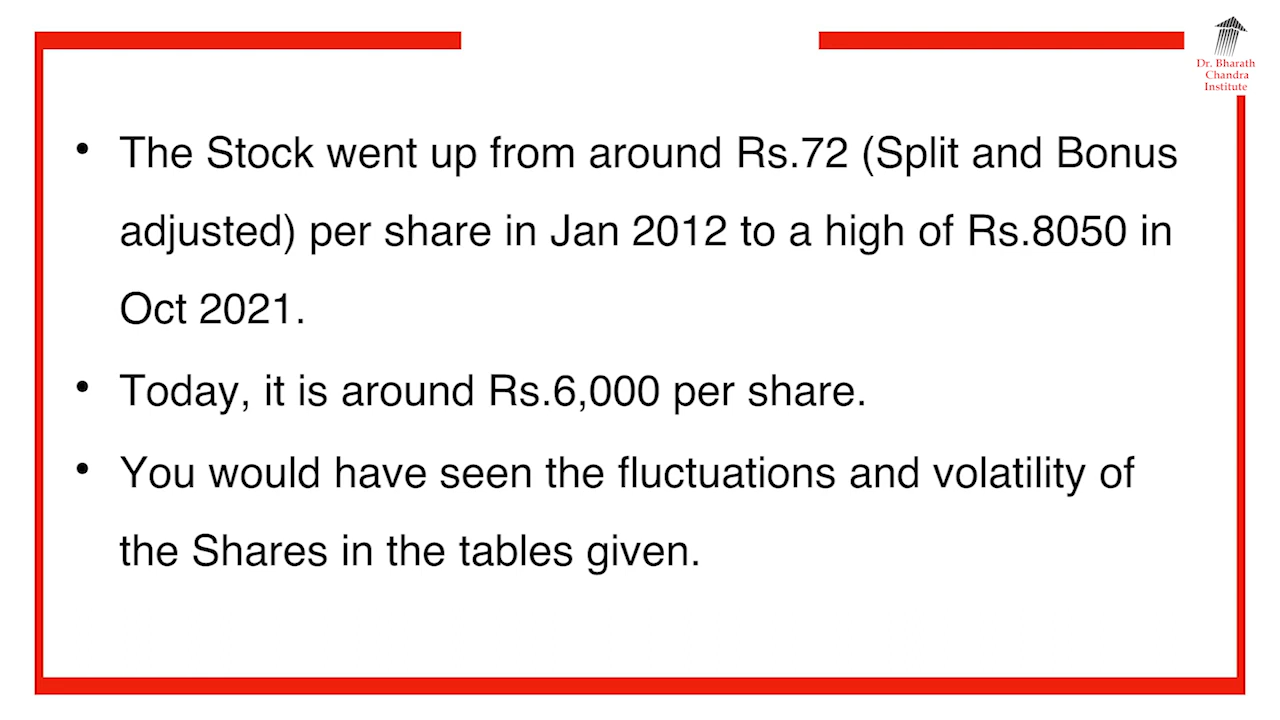 Dr. Bharath
Chandra
Institute
• The Stock went up from around Rs.72 (Split and Bonus
adjusted) per share in Jan 2012 to a high of Rs.8050 in
Oct 2021.
• Today, it is around Rs.6,000 per share.
• You would have seen the fluctuations and volatility of
the Shares in the tables given.